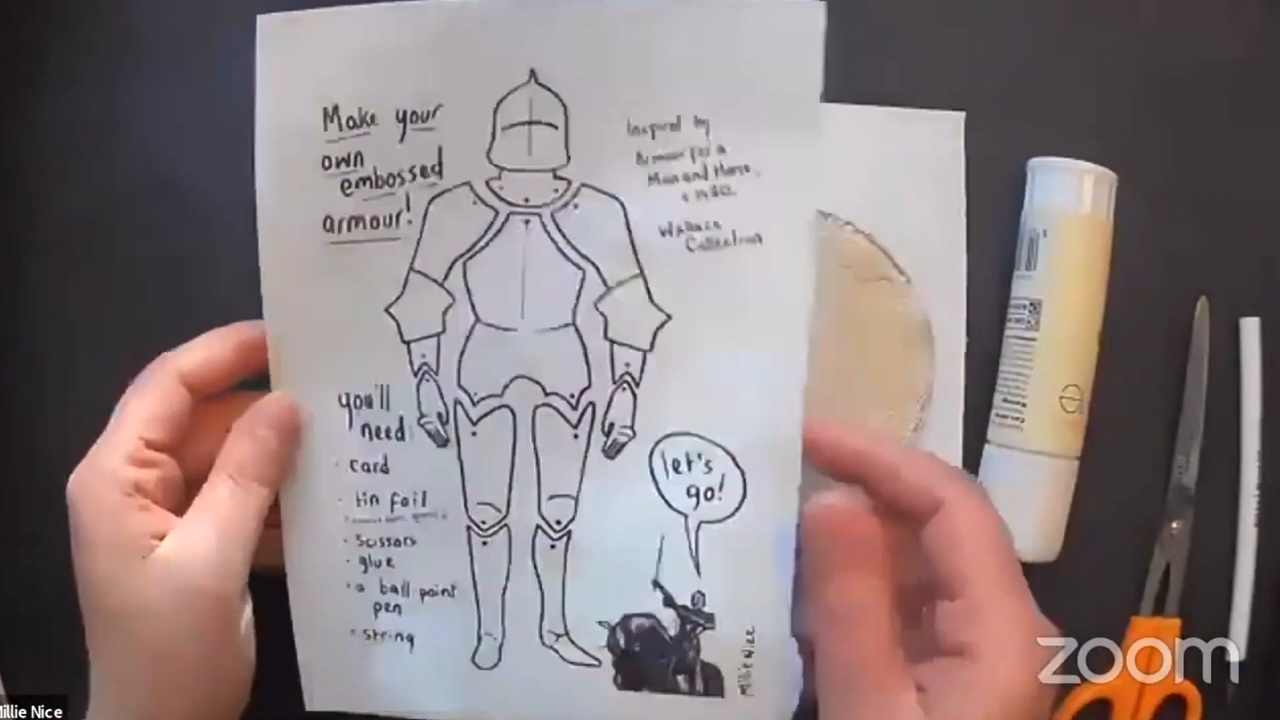 Make your
own
embossed
armour!
Inspired by
Armour for a
Man and Horse.
Wallace
Collection
you'll
need
· card
· tin foil
· scissors
· glue
· a ball point
pen
· string
let's
go!
Millie Nice
zoom
Millie Nice